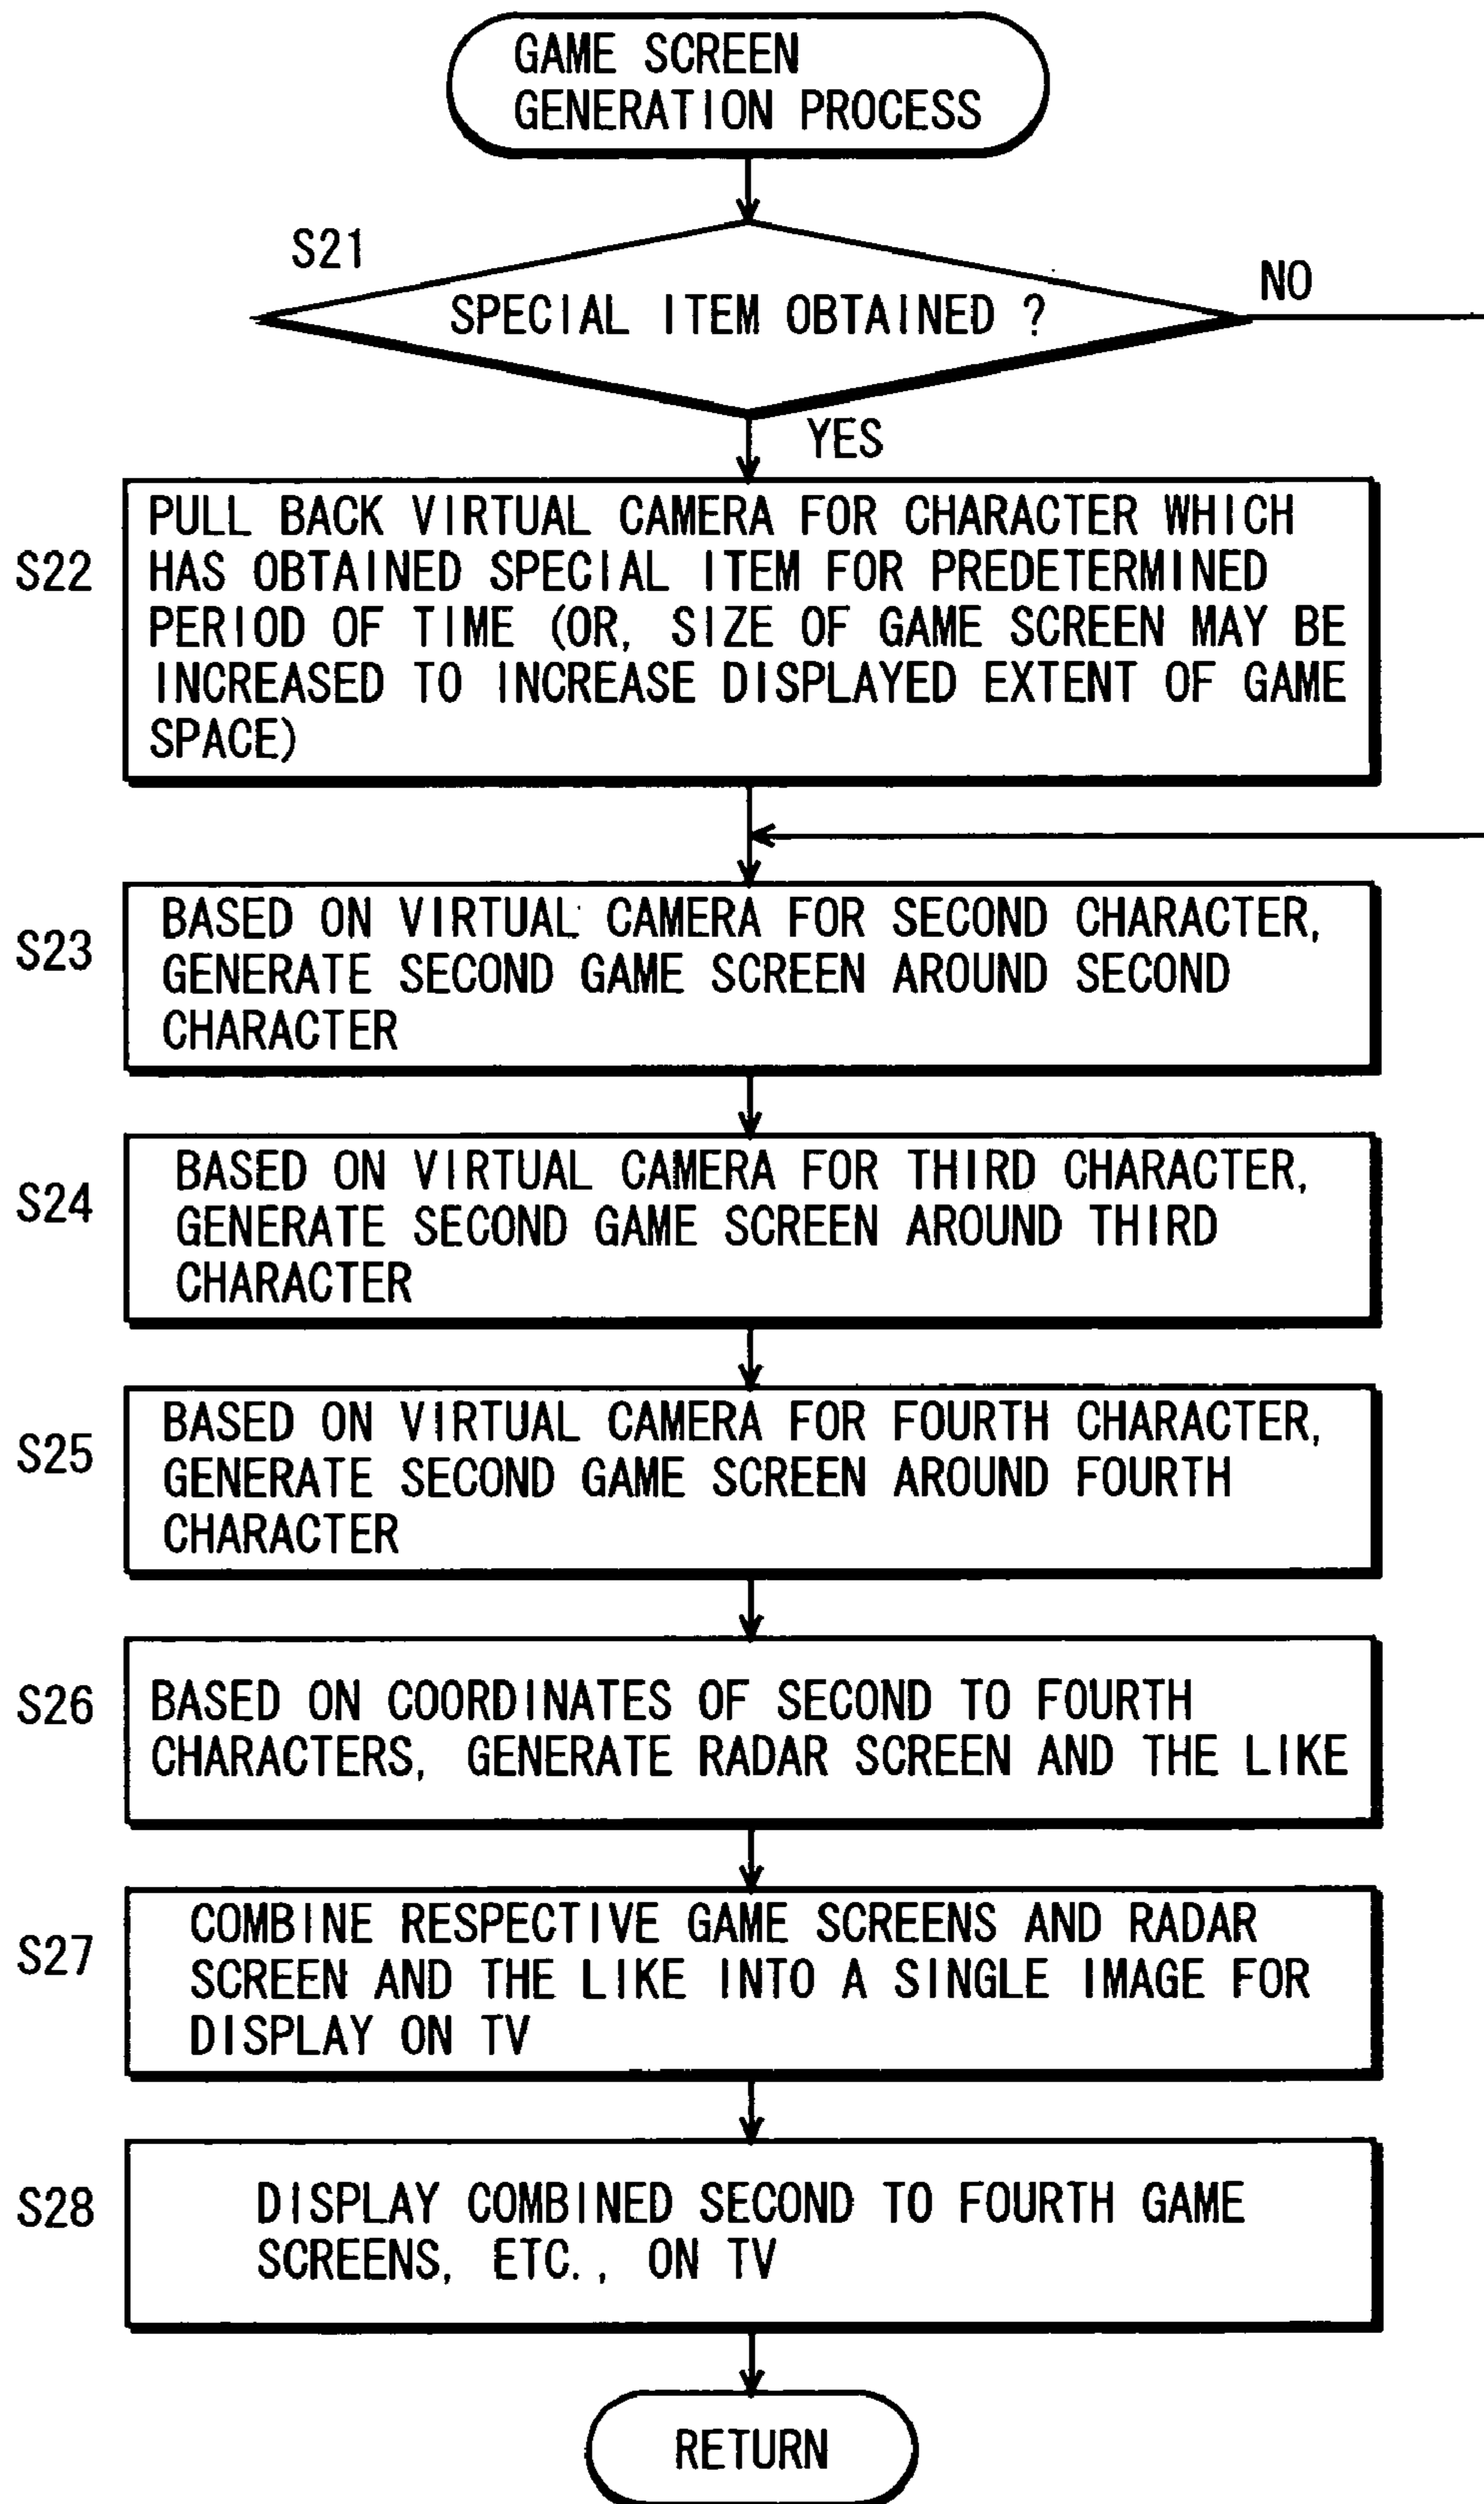 GAME SCREEN
GENERATION PROCESS
S21
SPECIAL ITEM OBTAINED ?
NO
YES
S22
PULL BACK VIRTUAL CAMERA FOR CHARACTER WHICH
HAS OBTAINED SPECIAL ITEM FOR PREDETERMINED
PERIOD OF TIME (OR, SIZE OF GAME SCREEN MAY BE
INCREASED TO INCREASE DISPLAYED EXTENT OF GAME
SPACE)
S23
BASED ON VIRTUAL CAMERA FOR SECOND CHARACTER,
GENERATE SECOND GAME SCREEN AROUND SECOND
CHARACTER
S24
BASED ON VIRTUAL CAMERA FOR THIRD CHARACTER,
GENERATE SECOND GAME SCREEN AROUND THIRD
CHARACTER
S25
BASED ON VIRTUAL CAMERA FOR FOURTH CHARACTER,
GENERATE SECOND GAME SCREEN AROUND FOURTH
CHARACTER
S26
BASED ON COORDINATES OF SECOND TO FOURTH
CHARACTERS, GENERATE RADAR SCREEN AND THE LIKE
S27
COMBINE RESPECTIVE GAME SCREENS AND RADAR
SCREEN AND THE LIKE INTO A SINGLE IMAGE FOR
DISPLAY ON TV
S28
DISPLAY COMBINED SECOND TO FOURTH GAME
SCREENS, ETC., ON TV
RETURN